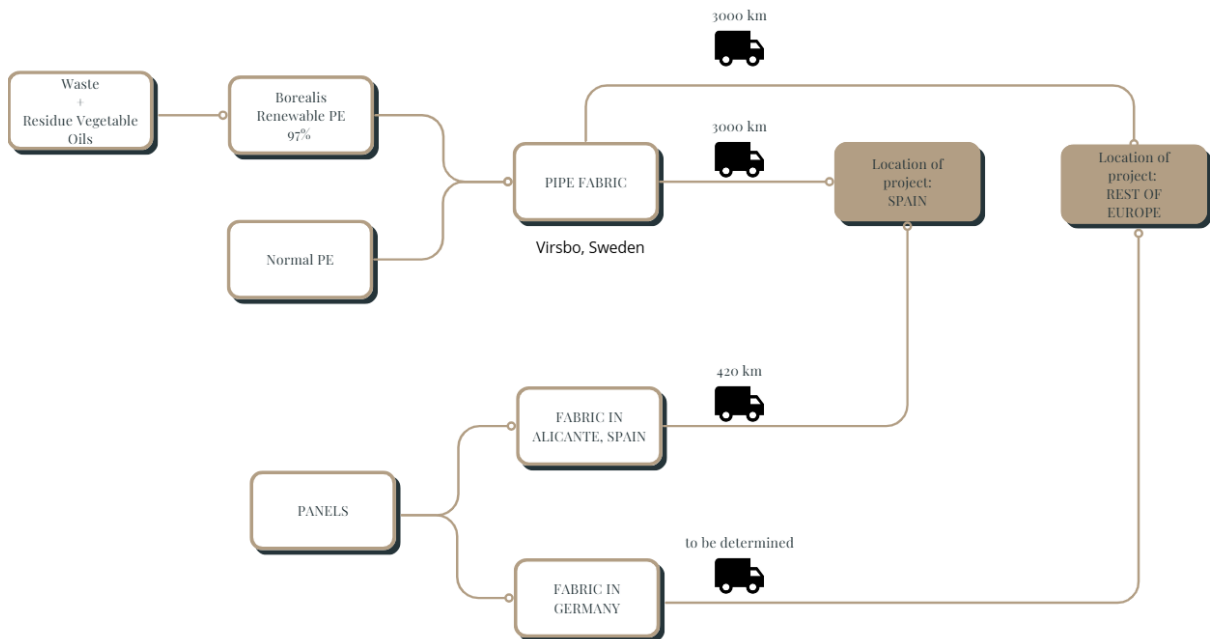 3000 km
Waste
+
Residue Vegetable
Oils
Borealis
Renewable PE
97%
3000 km
PIPE FABRIC
Location of
project:
SPAIN
Location of
project:
REST OF
EUROPE
Virsbo, Sweden
Normal PE
420 km
FABRIC IN
ALICANTE, SPAIN
PANELS
to be determined
FABRIC IN
GERMANY